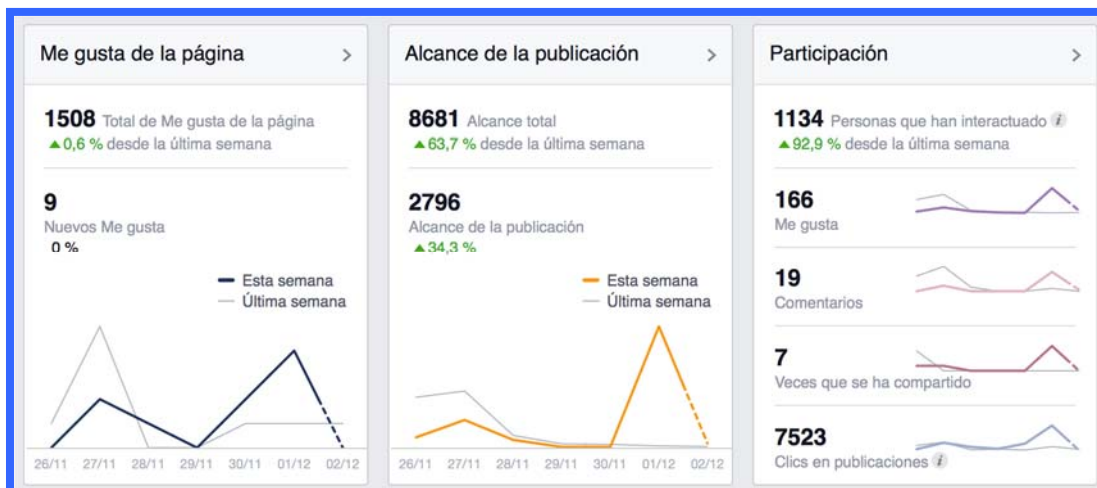 Me gusta de la página
1508 Total de Me gusta de la página
▲0,6 % desde la última semana
9
Nuevos Me gusta
0 %
Esta semana
Última semana
26/11 27/11 28/11 29/11 30/11 01/12 02/12
Alcance de la publicación
8681 Alcance total
▲63,7 % desde la última semana
2796
Alcance de la publicación
▲34,3 %
Esta semana
Última semana
26/11 27/11 28/11 29/11 30/11 01/12 02/12
Participación
1134 Personas que han interactuado i
▲92,9 % desde la última semana
166
Me gusta
19
Comentarios
7
Veces que se ha compartido
7523
Clics en publicaciones i